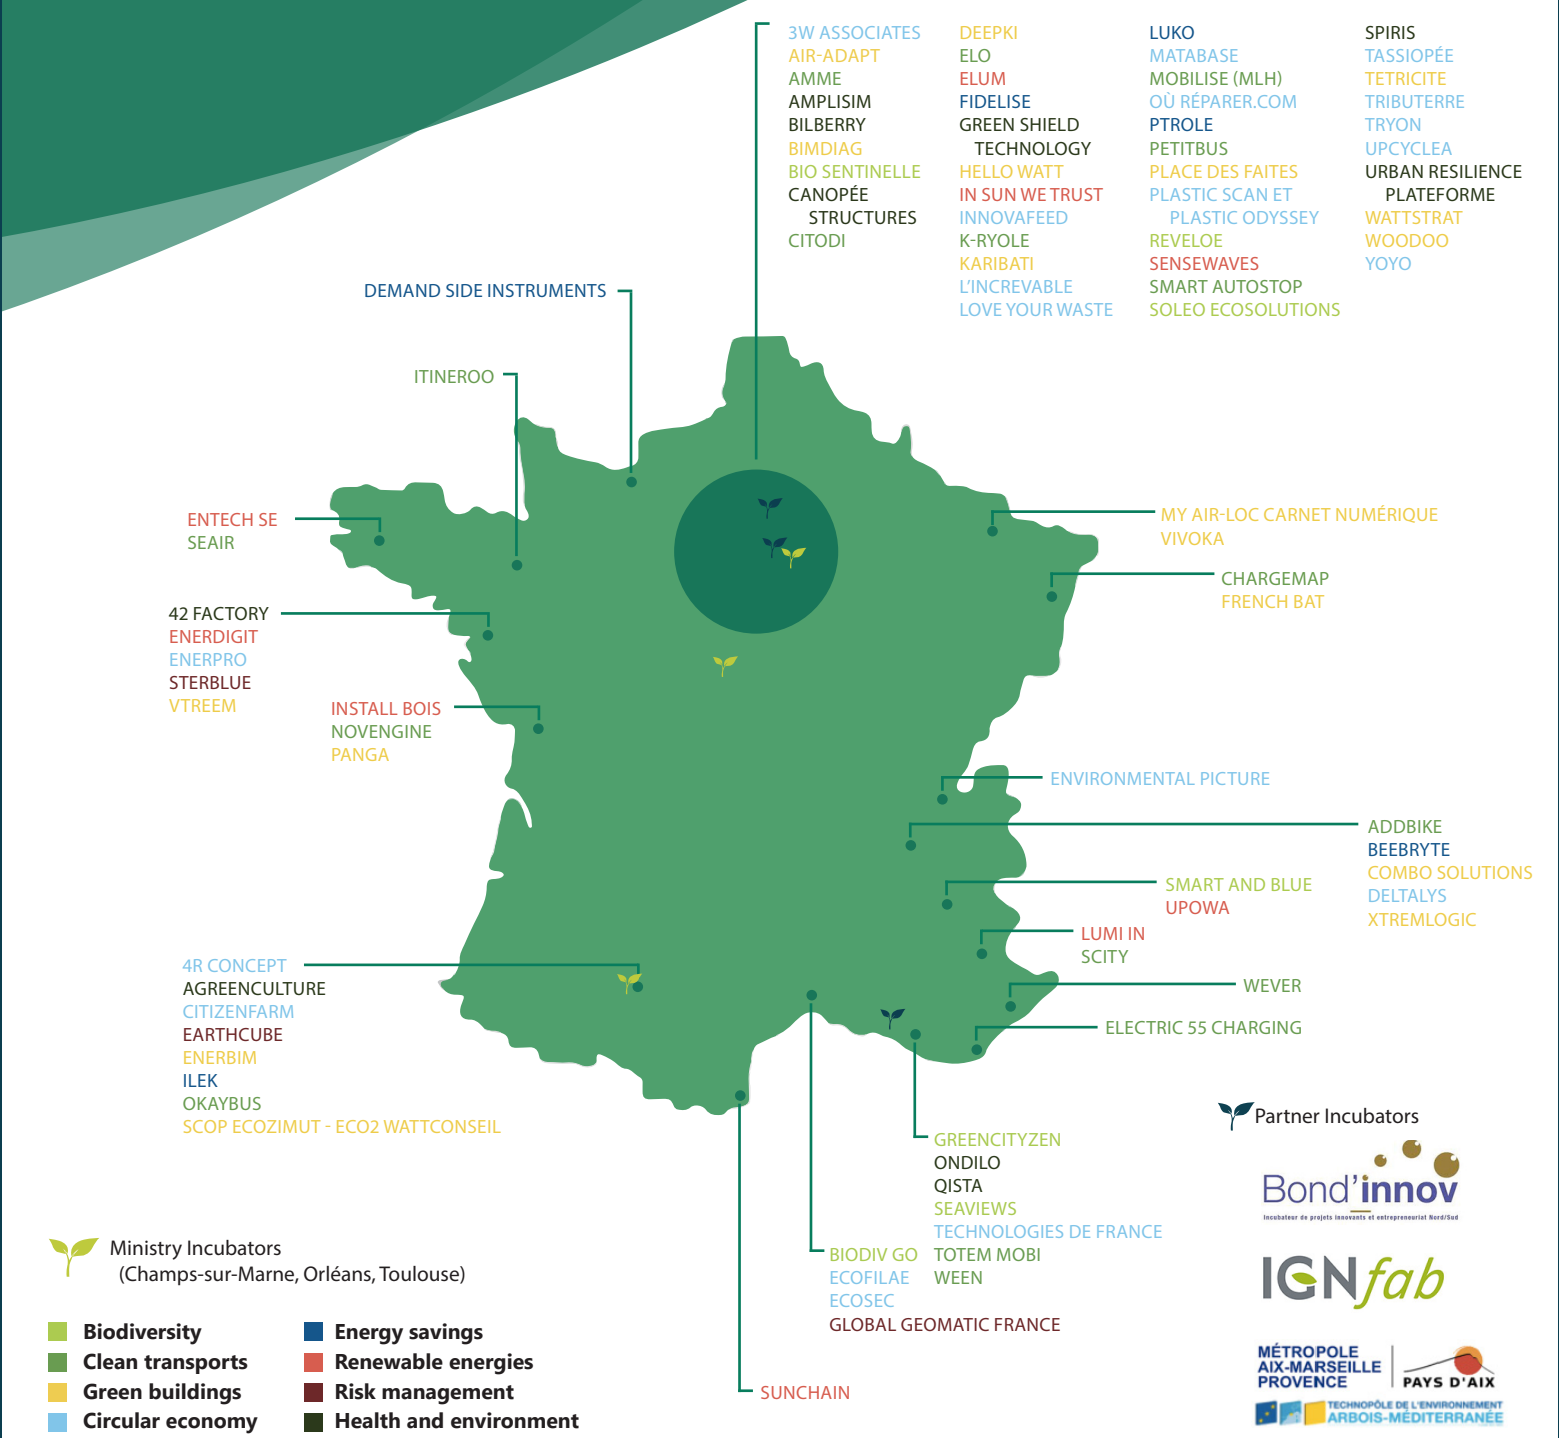 3W ASSOCIATES
AIR-ADAPT
AMME
AMPLISIM
BILBERRY
BIMDIAG
BIO SENTINELLE
CANOPÉE
STRUCTURES
CITODI
DEEPKI
ELO
ELUM
FIDELISE
GREEN SHIELD
TECHNOLOGY
HELLO WATT
IN SUN WE TRUST
INNOVAFEED
K-RYOLE
KARIBATI
L'INCREVABLE
LOVE YOUR WASTE
LUKO
MATABASE
MOBILISE (MLH)
OÙ RÉPARER.COM
PTROLE
PETITBUS
PLACE DES FAITES
PLASTIC SCAN ET
PLASTIC ODYSSEY
REVELOE
SENSEWAVES
SMART AUTOSTOP
SOLEO ECOSOLUTIONS
SPIRIS
TASSIOPÉE
TETRICITE
TRIBUTERRE
TRYON
UPCYCLEA
URBAN RESILIENCE
PLATEFORME
WATTSTRAT
WOODOO
YOYO
DEMAND SIDE INSTRUMENTS
ITINEROO
ENTECH SE
SEAIR
42 FACTORY
ENERDIGIT
ENERPRO
STERBLUE
VTREEM
INSTALL BOIS
NOVENGINE
PANGA
MY AIR-LOC CARNET NUMÉRIQUE
VIVOKA
CHARGEMAP
FRENCH BAT
ENVIRONMENTAL PICTURE
ADDBIKE
BEEBRYTE
COMBO SOLUTIONS
DELTALYS
XTREMLOGIC
SMART AND BLUE
UPOWA
LUMI IN
SCITY
WEVER
ELECTRIC 55 CHARGING
4R CONCEPT
AGREENCULTURE
CITIZENFARM
EARTHCUBE
ENERBIM
ILEK
OKAYBUS
SCOP ECOZIMUT - ECO2 WATTCONSEIL
GREENCITYZEN
ONDILO
QISTA
SEAVIEWS
TECHNOLOGIES DE FRANCE
TOTEM MOBI
WEEN
BIODIV GO
ECOFILAE
ECOSEC
GLOBAL GEOMATIC FRANCE
SUNCHAIN
Ministry Incubators
(Champs-sur-Marne, Orléans, Toulouse)
Biodiversity
Clean transports
Green buildings
Circular economy
Energy savings
Renewable energies
Risk management
Health and environment
Partner Incubators
Bond'innov
Incubateur de projets innovants et entrepreneuriat Nord/Sud
IGNfab
MÉTROPOLE
AIX-MARSEILLE
PROVENCE
PAYS D'AIX
TECHNOPÔLE DE L'ENVIRONNEMENT
ARBOIS-MÉDITERRANÉE